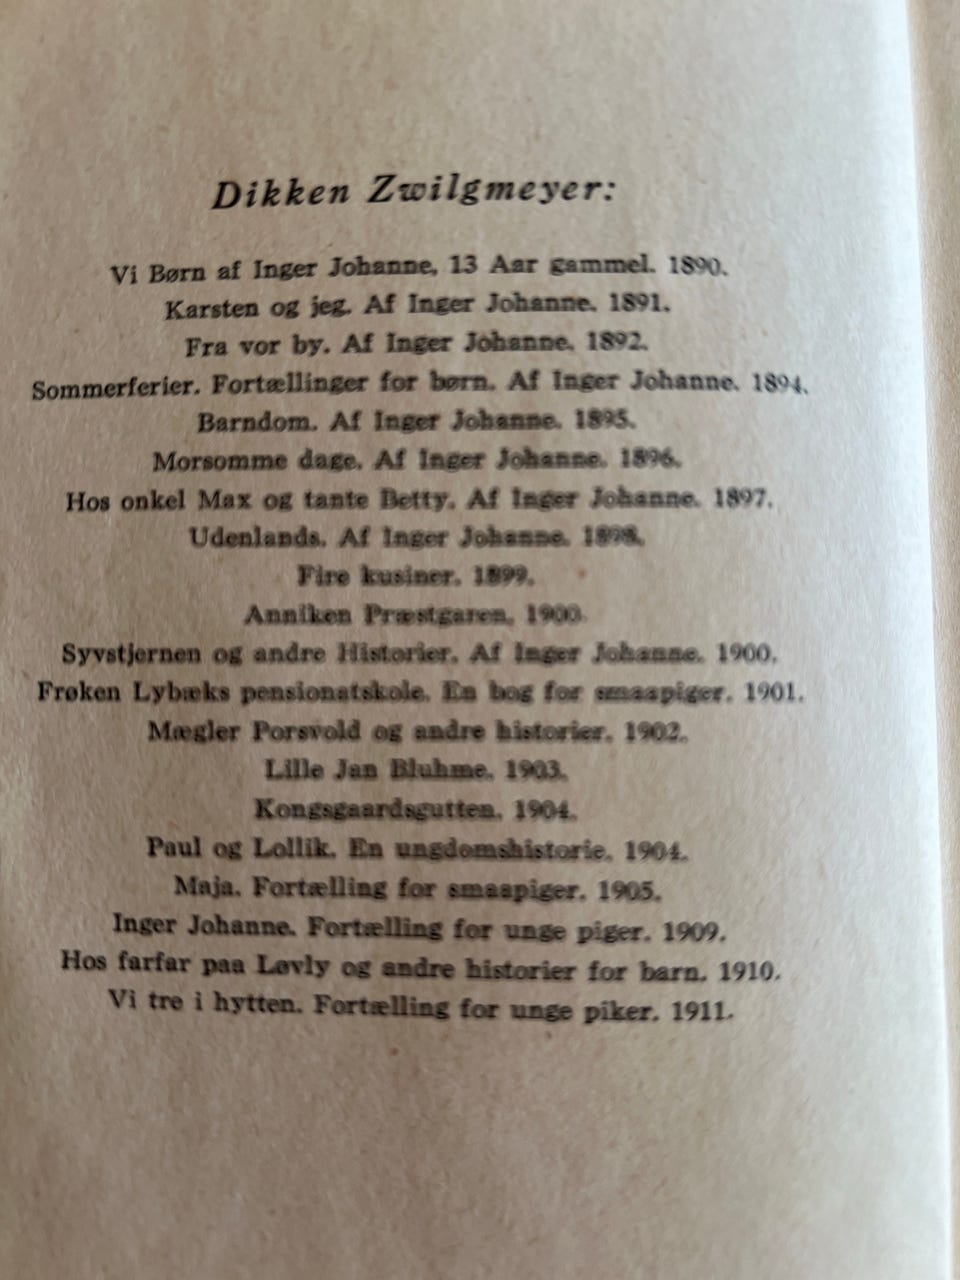 Dikken Zwilgmeyer:
Vi Børn af Inger Johanne, 13 Aar gammel. 1890.
Karsten og jeg. Af Inger Johanne. 1891.
Fra vor by. Af Inger Johanne. 1892.
Sommerferier. Fortællinger for børn. Af Inger Johanne. 1894.
Barndom. Af Inger Johanne. 1895.
Morsomme dage. Af Inger Johanne. 1896.
Hos onkel Max og tante Betty. Af Inger Johanne. 1897.
Udenlands. Af Inger Johanne. 1898.
Fire kusiner. 1899.
Anniken Præstgaren. 1900.
Syvstjernen og andre Historier. Af Inger Johanne. 1900.
Frøken Lybæks pensionatskole. En bog for smaapiger. 1901.
Mægler Porsvold og andre historier. 1902.
Lille Jan Bluhme. 1903.
Kongsgaardsgutten. 1904.
Paul og Lollik. En ungdomshistorie. 1904.
Maja. Fortælling for smaapiger. 1905.
Inger Johanne. Fortælling for unge piger. 1909.
Hos farfar paa Løvly og andre historier for barn. 1910.
Vi tre i hytten. Fortælling for unge piker. 1911.